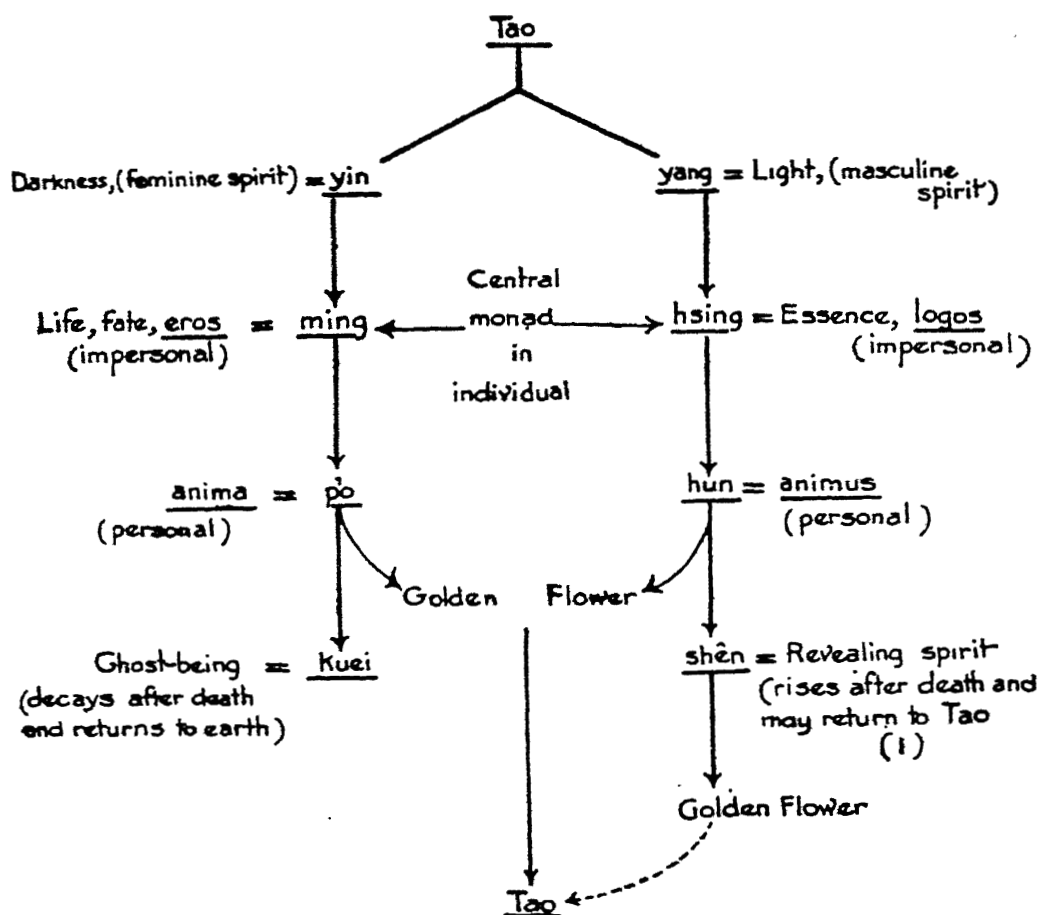 Tao
Darkness, (feminine spirit) = yin
yang = Light, (masculine
spirit)
Central
monad
in
individual
Life, fate, eros = ming
(impersonal)
hsing = Essence, logos
(impersonal)
anima = p'o
(personal)
hun = animus
(personal)
Golden Flower
Ghost-being = kuei
(decays after death
and returns to earth)
shên = Revealing spirit
(rises after death and
may return to Tao
(1)
Golden Flower
Tao